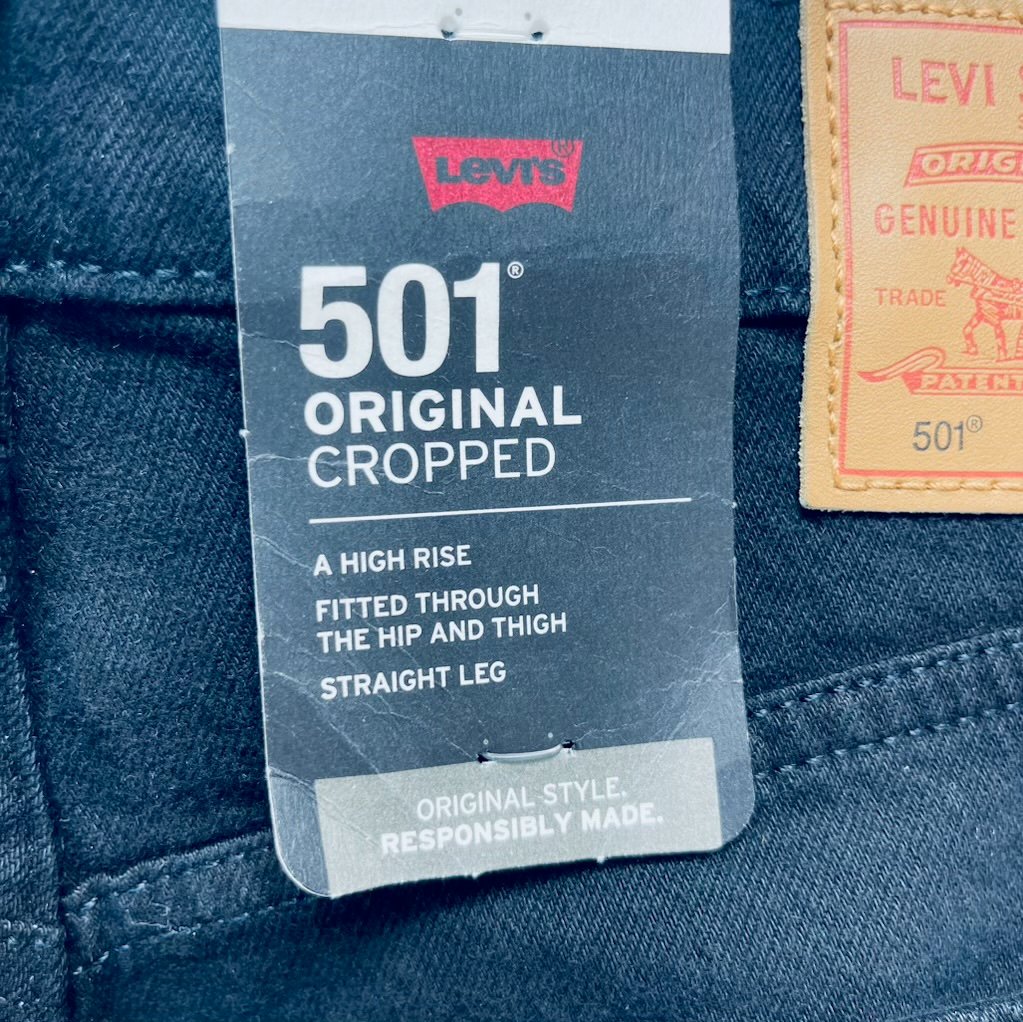 Levi's®
501®
ORIGINAL
CROPPED
A HIGH RISE
FITTED THROUGH
THE HIP AND THIGH
STRAIGHT LEG
ORIGINAL STYLE.
RESPONSIBLY MADE.
LEVI
GENUINE
TRADE
501®